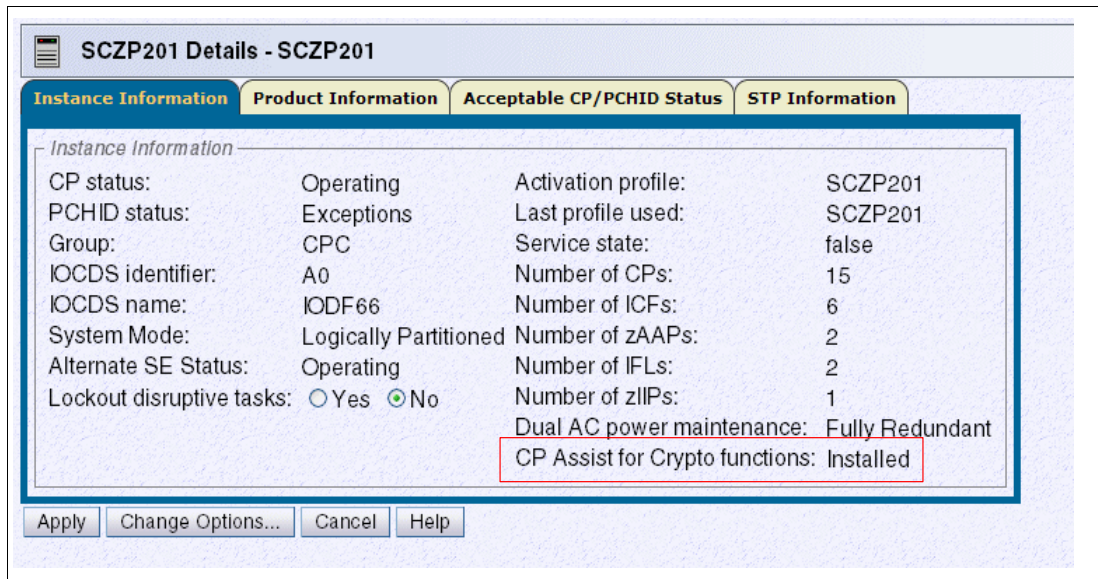 SCZP201 Details - SCZP201
Instance Information Product Information Acceptable CP/PCHID Status STP Information
Instance Information
CP status: Operating Activation profile: SCZP201
PCHID status: Exceptions Last profile used: SCZP201
Group: CPC Service state: false
IOCDS identifier: A0 Number of CPs: 15
IOCDS name: IODF66 Number of ICFs: 6
System Mode: Logically Partitioned Number of zAAPs: 2
Alternate SE Status: Operating Number of IFLs: 2
Lockout disruptive tasks: Yes No Number of zIIPs: 1
Dual AC power maintenance: Fully Redundant
CP Assist for Crypto functions: Installed
Apply Change Options... Cancel Help